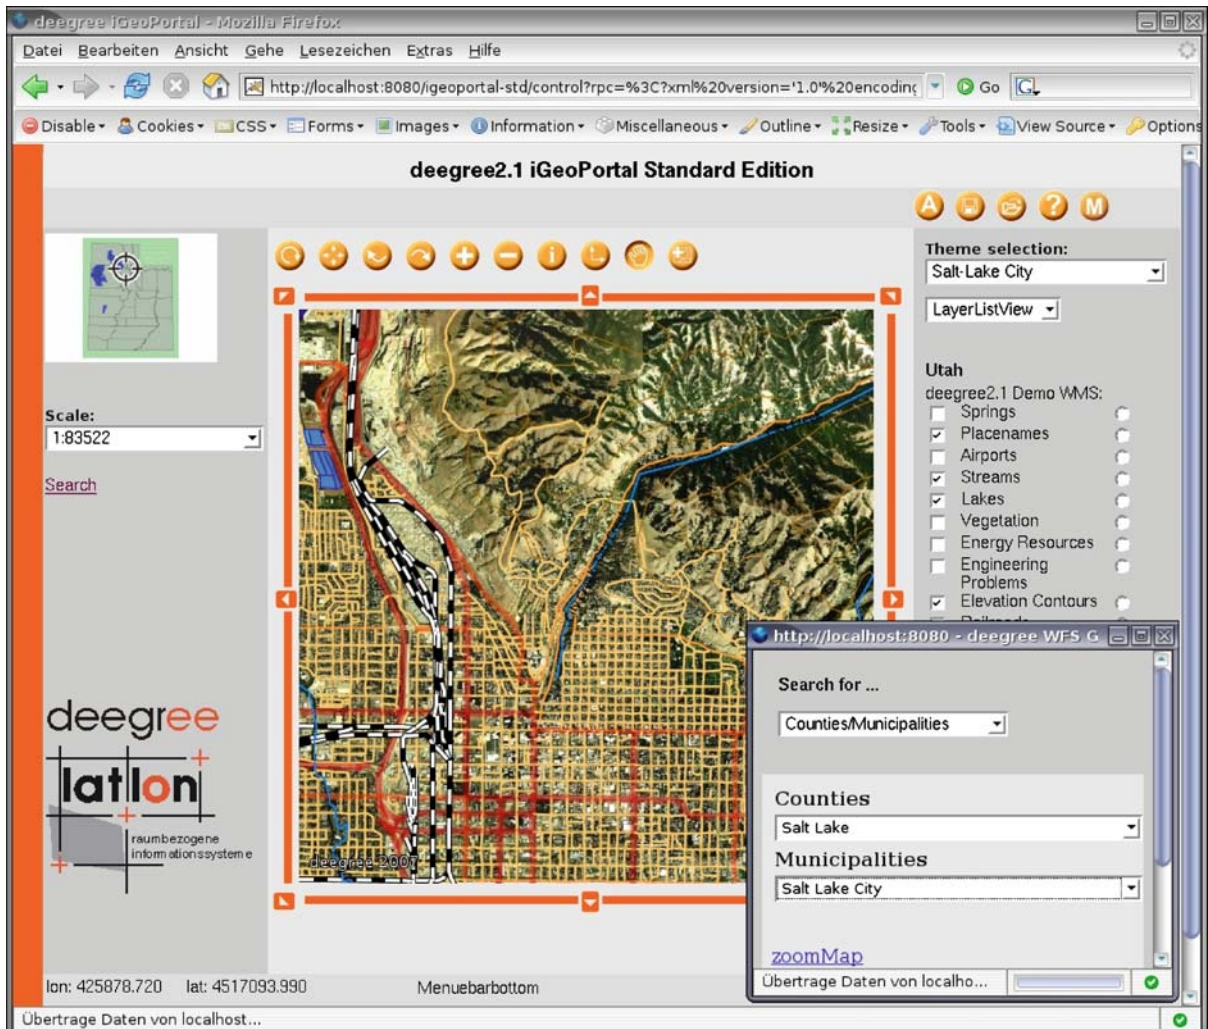 deegree iGeoPortal - Mozilla Firefox
Datei Bearbeiten Ansicht Gehe Lesezeichen Extras Hilfe
http://localhost:8080/igeoportal-std/control?rpc=%3C?xml%20version='1.0'%20encoding
Go
G
Disable Cookies CSS Forms Images Information Miscellaneous Outline Resize Tools View Source Options
deegree2.1 iGeoPortal Standard Edition
A ? M
Theme selection:
Salt-Lake City
LayerListView
Utah
deegree2.1 Demo WMS:
Springs
Placenames
Airports
Streams
Lakes
Vegetation
Energy Resources
Engineering
Problems
Elevation Contours
Railroads
Scale:
1:83522
Search
deegree
lat lon
raumbezogene
informationssysteme
deegree 2007
http://localhost:8080 - deegree WFS G
Search for ...
Counties/Municipalities
Counties
Salt Lake
Municipalities
Salt Lake City
zoomMap
Übertrage Daten von localho...
lon: 425878.720 lat: 4517093.990 Menuebarbottom
Übertrage Daten von localhost...